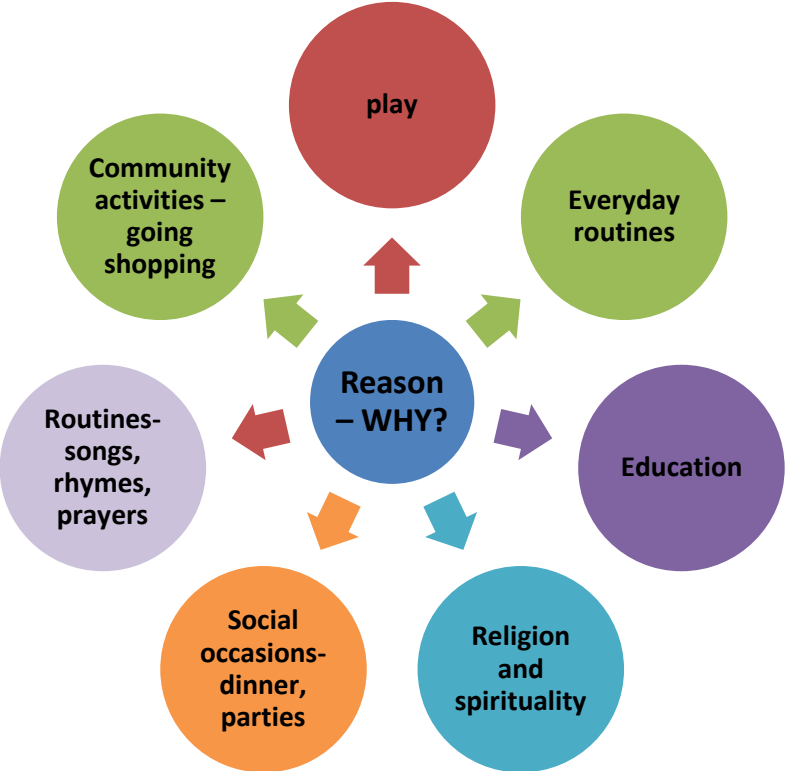 play
Everyday
routines
Education
Religion
and
spirituality
Social
occasions-
dinner,
parties
Routines-
songs,
rhymes,
prayers
Community
activities –
going
shopping
Reason
– WHY?